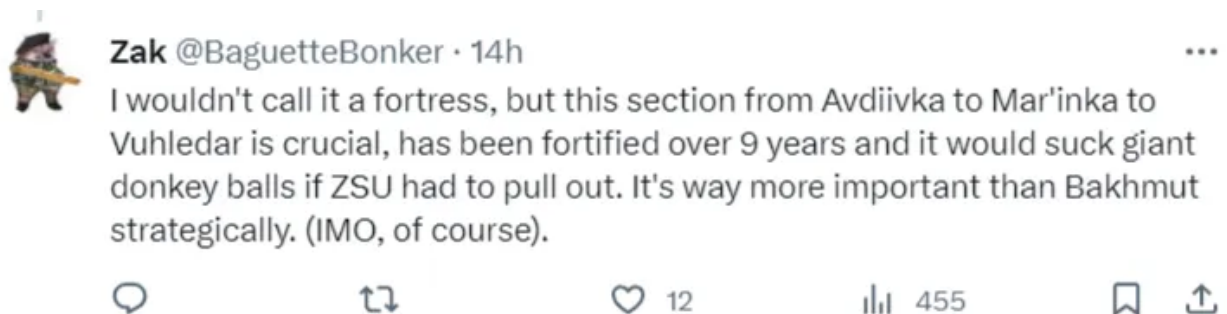 Zak @BaguetteBonker · 14h
I wouldn't call it a fortress, but this section from Avdiivka to Mar'inka to
Vuhledar is crucial, has been fortified over 9 years and it would suck giant
donkey balls if ZSU had to pull out. It's way more important than Bakhmut
strategically. (IMO, of course).
12 455